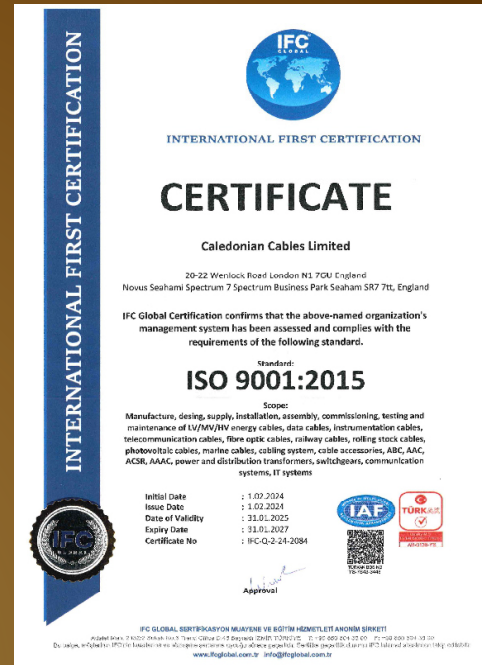 INTERNATIONAL FIRST CERTIFICATION
IFC
GLOBAL
INTERNATIONAL FIRST CERTIFICATION
CERTIFICATE
Caledonian Cables Limited
20-22 Wenlock Road London N1 7GU England
Novus Seahami Spectrum 7 Spectrum Business Park Seaham SR7 7tt, England
IFC Global Certification confirms that the above-named organization's
management system has been assessed and complies with the
requirements of the following standard.
Standard:
ISO 9001:2015
Scope:
Manufacture, desing, supply, installation, assembly, commissioning, testing and
maintenance of LV/MV/HV energy cables, data cables, instrumentation cables,
telecommunication cables, fibre optic cables, railway cables, rolling stock cables,
photovoltaic cables, marine cables, cabling system, cable accessories, ABC, AAC,
ACSR, AAAC, power and distribution transformers, switchgears, communication
systems, IT systems
Initial Date : 1.02.2024
Issue Date : 1.02.2024
Date of Validity : 31.01.2025
Expiry Date : 31.01.2027
Certificate No : IFC-Q-2-24-2084
IAF
TÜRKAK
IFC
GLOBAL
Approval
IFC GLOBAL SERTİFİKASYON MUAYENE VE EĞİTİM HİZMETLERİ ANONİM ŞİRKETİ
www.ifcglobal.com.tr info@ifcglobal.com.tr